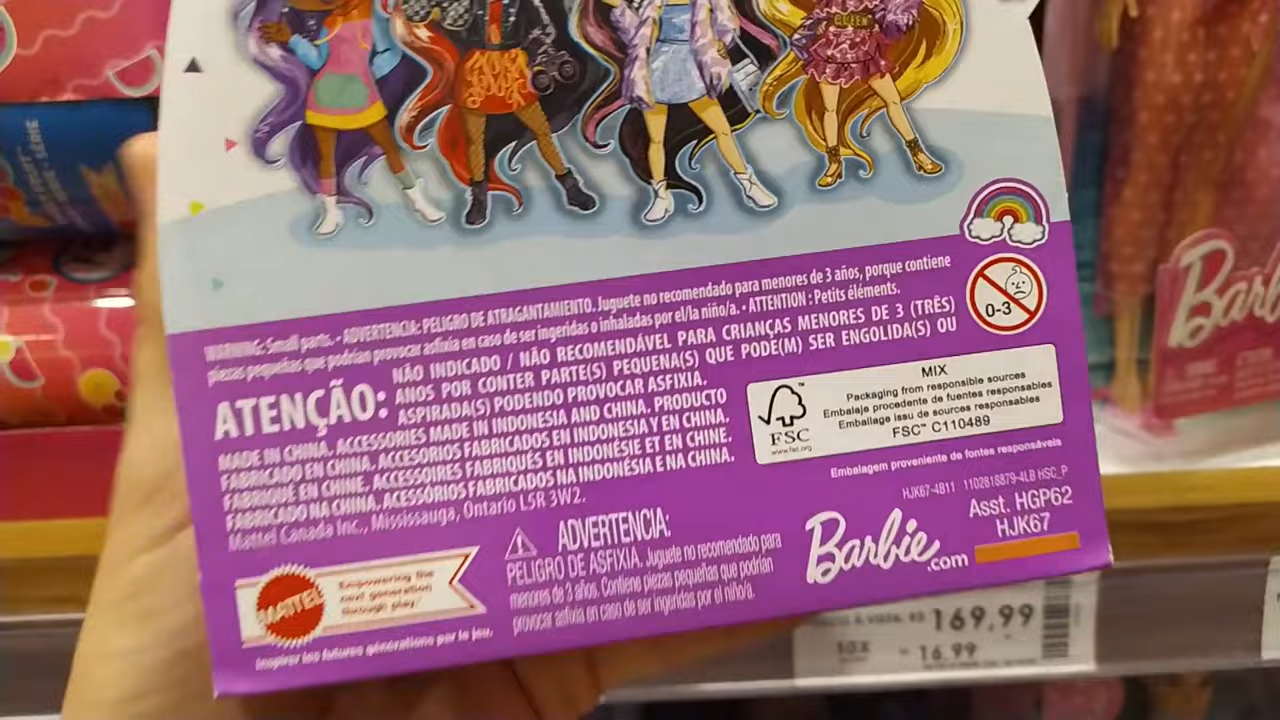 QUEEN
WARNING: Small parts. • ADVERTENCIA: PELIGRO DE ATRAGANTAMIENTO. Juguete no recomendado para menores de 3 años, porque contiene
piezas pequeñas que podrían provocar asfixia en caso de ser ingeridas o inhaladas por el/la niño/a. • ATTENTION : Petits éléments.
0-3
ATENÇÃO:
NÃO INDICADO / NÃO RECOMENDÁVEL PARA CRIANÇAS MENORES DE 3 (TRÊS)
ANOS POR CONTER PARTE(S) PEQUENA(S) QUE PODE(M) SER ENGOLIDA(S) OU
ASPIRADA(S) PODENDO PROVOCAR ASFIXIA.
MADE IN CHINA. ACCESSORIES MADE IN INDONESIA AND CHINA. PRODUCTO
FABRICADO EN CHINA. ACCESORIOS FABRICADOS EN INDONESIA Y EN CHINA.
FABRIQUÉ EN CHINE. ACCESSOIRES FABRIQUÉS EN INDONÉSIE ET EN CHINE.
FABRICADO NA CHINA. ACESSÓRIOS FABRICADOS NA INDONÉSIA E NA CHINA.
Mattel Canada Inc., Mississauga, Ontario L5R 3W2.
FSC
www.fsc.org
MIX
Packaging from responsible sources
Embalaje procedente de fuentes responsables
Emballage issu de sources responsables
FSC™ C110489
Embalagem proveniente de fontes responsáveis
HJK67-4B11 1102818879-4LB HSC_P
Asst. HGP62
HJK67
Barbie.com
MATTEL
Empowering the
next generation
through play
Inspirer les futures générations par le jeu.
ADVERTENCIA:
PELIGRO DE ASFIXIA. Juguete no recomendado para
menores de 3 años. Contiene piezas pequeñas que podrían
provocar asfixia en caso de ser ingeridas por el niño/a.
Barb
169,99
10X
16,99